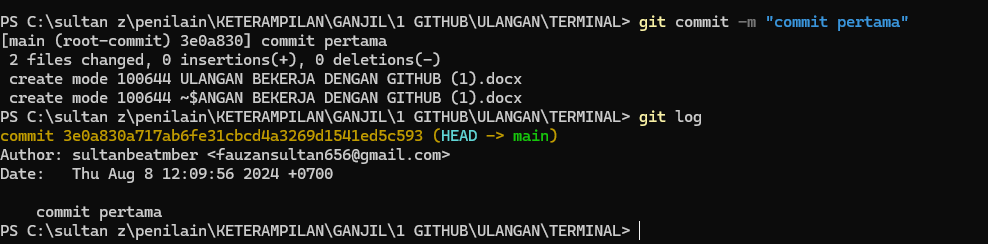 PS C:\sultan z\penilain\KETERAMPILAN\GANJIL\1 GITHUB\ULANGAN\TERMINAL> git commit -m "commit pertama"
[main (root-commit) 3e0a830] commit pertama
 2 files changed, 0 insertions(+), 0 deletions(-)
 create mode 100644 ULANGAN BEKERJA DENGAN GITHUB (1).docx
 create mode 100644 ~$ANGAN BEKERJA DENGAN GITHUB (1).docx
PS C:\sultan z\penilain\KETERAMPILAN\GANJIL\1 GITHUB\ULANGAN\TERMINAL> git log
commit 3e0a830a717ab6fe31cbcd4a3269d1541ed5c593 (HEAD -> main)
Author: sultanbeatmber <fauzansultan656@gmail.com>
Date:   Thu Aug 8 12:09:56 2024 +0700

    commit pertama
PS C:\sultan z\penilain\KETERAMPILAN\GANJIL\1 GITHUB\ULANGAN\TERMINAL>